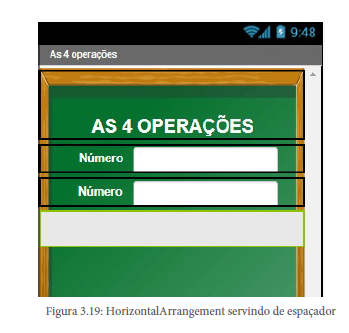 9:48
As 4 operações
AS 4 OPERAÇÕES
Número
Número
Figura 3.19: HorizontalArrangement servindo de espaçador